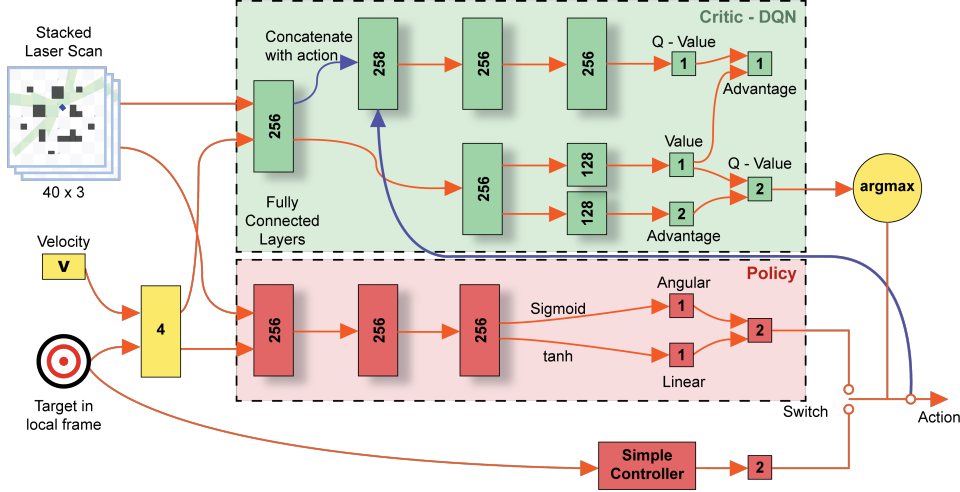 Stacked
Laser Scan
40 x 3
Velocity
V
4
Target in
local frame
Critic - DQN
Concatenate
with action
256
258
256
256
Q - Value
1
1
Advantage
Fully
Connected
Layers
256
128
128
Value
1
2
Advantage
Q - Value
2
argmax
Policy
256
256
256
Sigmoid
tanh
Angular
1
1
Linear
2
Switch
Action
Simple
Controller
2